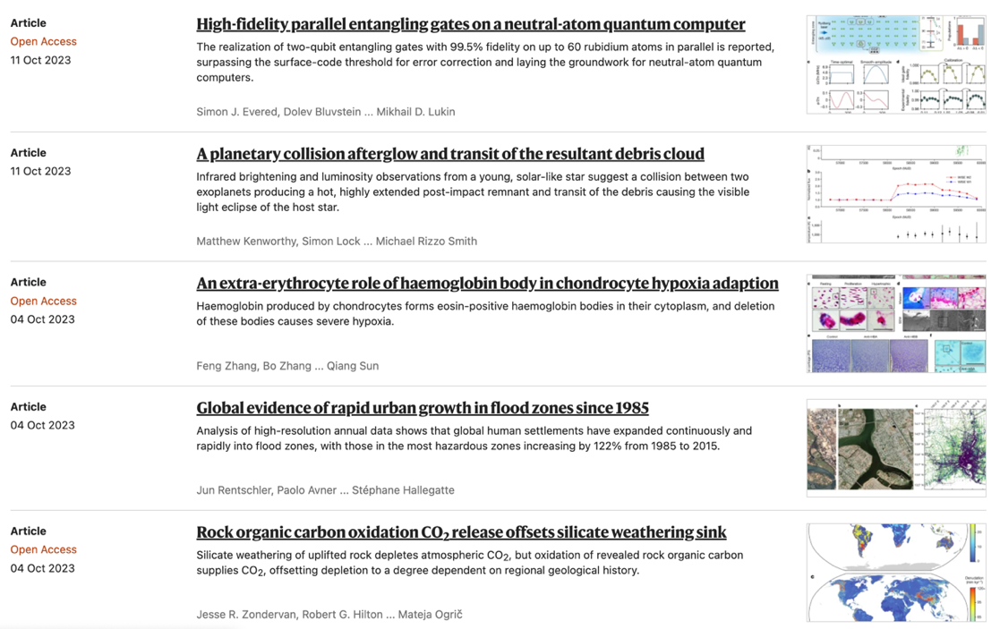 Article
Open Access
11 Oct 2023
High-fidelity parallel entangling gates on a neutral-atom quantum computer
The realization of two-qubit entangling gates with 99.5% fidelity on up to 60 rubidium atoms in parallel is reported,
surpassing the surface-code threshold for error correction and laying the groundwork for neutral-atom quantum
computers.
Simon J. Evered, Dolev Bluvstein ... Mikhail D. Lukin
Article
11 Oct 2023
A planetary collision afterglow and transit of the resultant debris cloud
Infrared brightening and luminosity observations from a young, solar-like star suggest a collision between two
exoplanets producing a hot, highly extended post-impact remnant and transit of the debris causing the visible
light eclipse of the host star.
Matthew Kenworthy, Simon Lock ... Michael Rizzo Smith
Article
Open Access
04 Oct 2023
An extra-erythrocyte role of haemoglobin body in chondrocyte hypoxia adaption
Haemoglobin produced by chondrocytes forms eosin-positive haemoglobin bodies in their cytoplasm, and deletion
of these bodies causes severe hypoxia.
Feng Zhang, Bo Zhang ... Qiang Sun
Article
04 Oct 2023
Global evidence of rapid urban growth in flood zones since 1985
Analysis of high-resolution annual data shows that global human settlements have expanded continuously and
rapidly into flood zones, with those in the most hazardous zones increasing by 122% from 1985 to 2015.
Jun Rentschler, Paolo Avner ... Stéphane Hallegatte
Article
Open Access
04 Oct 2023
Rock organic carbon oxidation CO₂ release offsets silicate weathering sink
Silicate weathering of uplifted rock depletes atmospheric CO₂, but oxidation of revealed rock organic carbon
supplies CO₂, offsetting depletion to a degree dependent on regional geological history.
Jesse R. Zondervan, Robert G. Hilton ... Mateja Ogrič